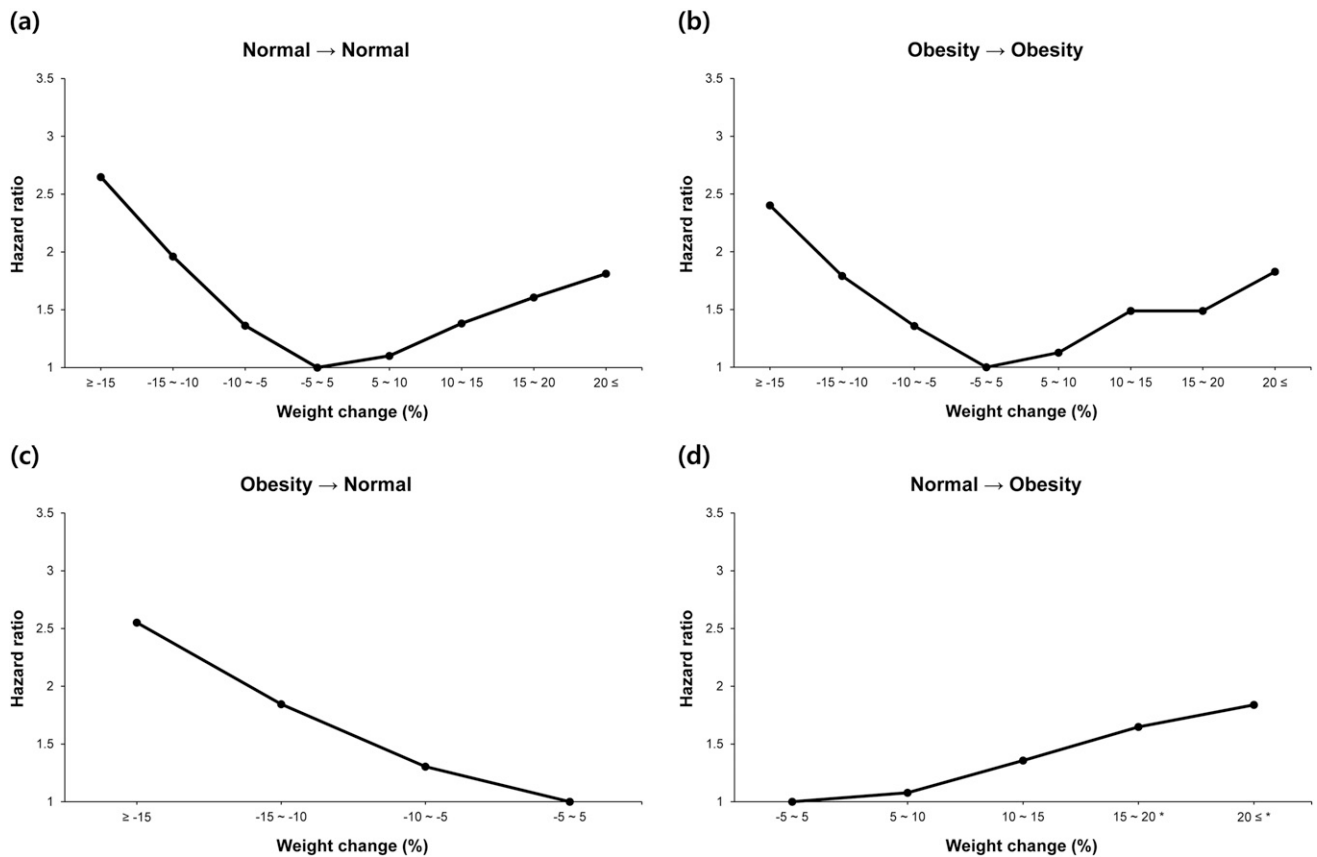 (a)
Normal → Normal
3.5
3
2.5
2
1.5
1
Hazard ratio
≥ -15 -15 ~ -10 -10 ~ -5 -5 ~ 5 5 ~ 10 10 ~ 15 15 ~ 20 20 ≤
Weight change (%)
(b)
Obesity → Obesity
3.5
3
2.5
2
1.5
1
Hazard ratio
≥ -15 -15 ~ -10 -10 ~ -5 -5 ~ 5 5 ~ 10 10 ~ 15 15 ~ 20 20 ≤
Weight change (%)
(c)
Obesity → Normal
3.5
3
2.5
2
1.5
1
Hazard ratio
≥ -15 -15 ~ -10 -10 ~ -5 -5 ~ 5
Weight change (%)
(d)
Normal → Obesity
3.5
3
2.5
2
1.5
1
Hazard ratio
-5 ~ 5 5 ~ 10 10 ~ 15 15 ~ 20 * 20 ≤ *
Weight change (%)